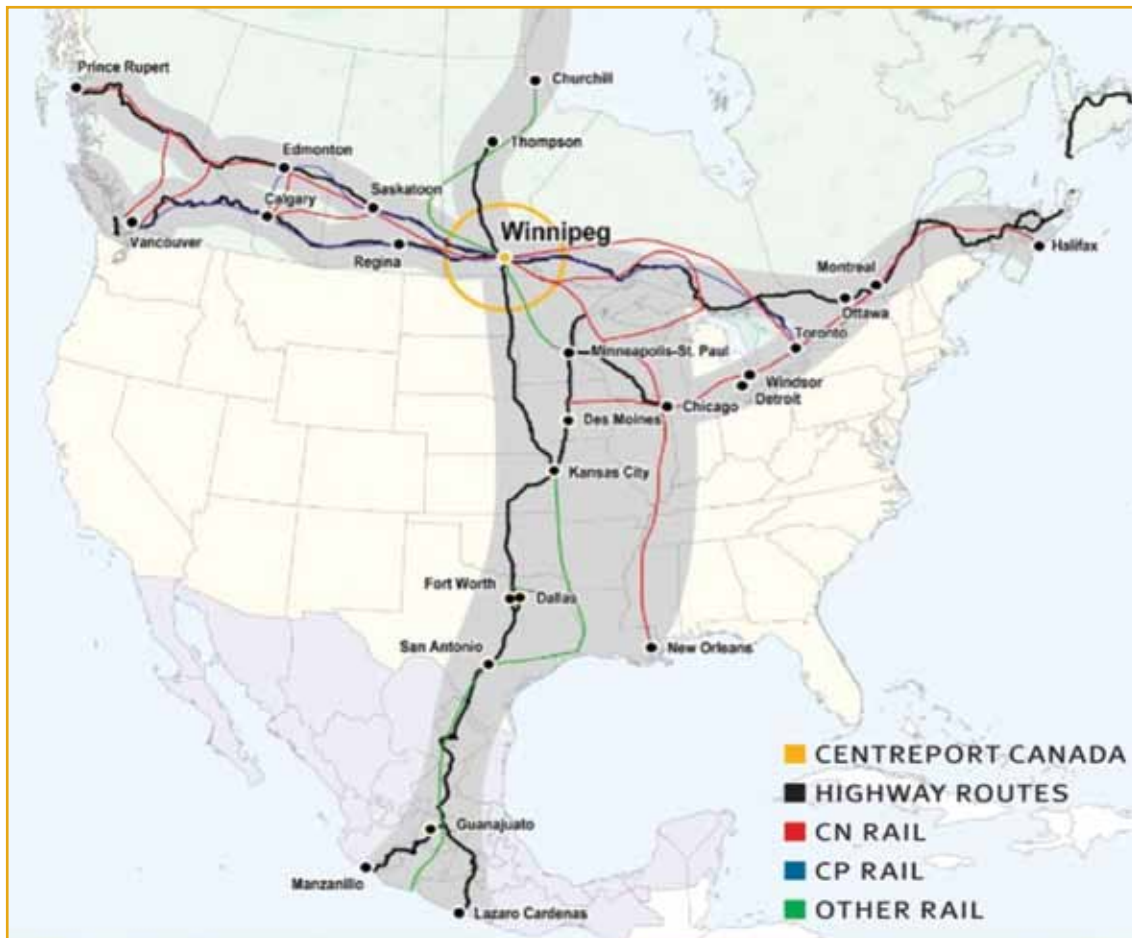 Prince Rupert
Churchill
Thompson
Edmonton
Saskatoon
Calgary
Winnipeg
Vancouver
Regina
Halifax
Montreal
Ottawa
Toronto
Minneapolis-St. Paul
Windsor
Detroit
Chicago
Des Moines
Kansas City
Fort Worth
Dallas
San Antonio
New Orleans
Guanajuato
Manzanillo
Lazaro Cardenas
CENTREPORT CANADA
HIGHWAY ROUTES
CN RAIL
CP RAIL
OTHER RAIL